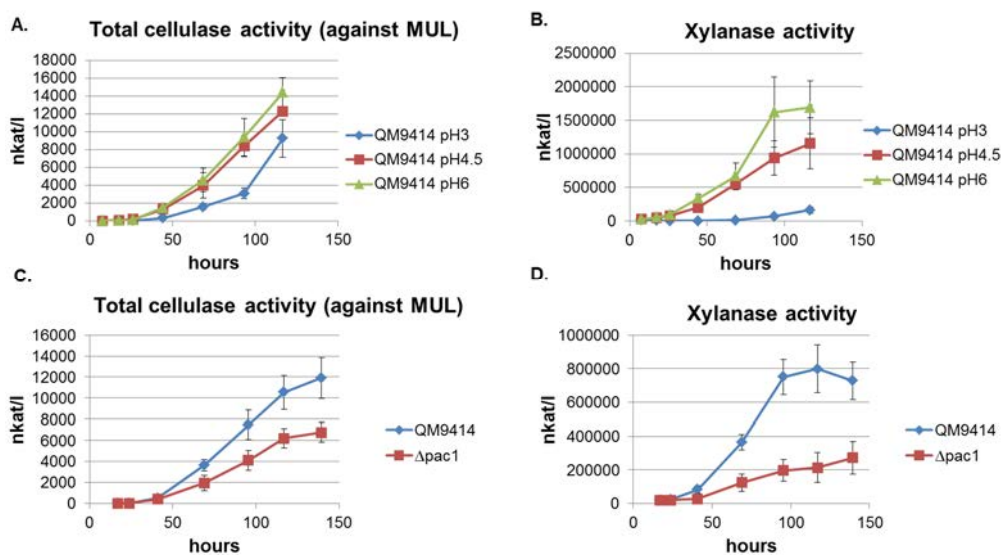 A.
Total cellulase activity (against MUL)
18000
16000
14000
12000
10000
8000
6000
4000
2000
0
nkat/l
0 50 100 150
hours
QM9414 pH3
QM9414 pH4.5
QM9414 pH6
B.
Xylanase activity
2500000
2000000
1500000
1000000
500000
0
nkat/l
0 50 100 150
hours
QM9414 pH3
QM9414 pH4.5
QM9414 pH6
C.
Total cellulase activity (against MUL)
16000
14000
12000
10000
8000
6000
4000
2000
0
nkat/l
0 50 100 150
hours
QM9414
Δpac1
D.
Xylanase activity
1000000
800000
600000
400000
200000
0
nkat/l
0 50 100 150
hours
QM9414
Δpac1